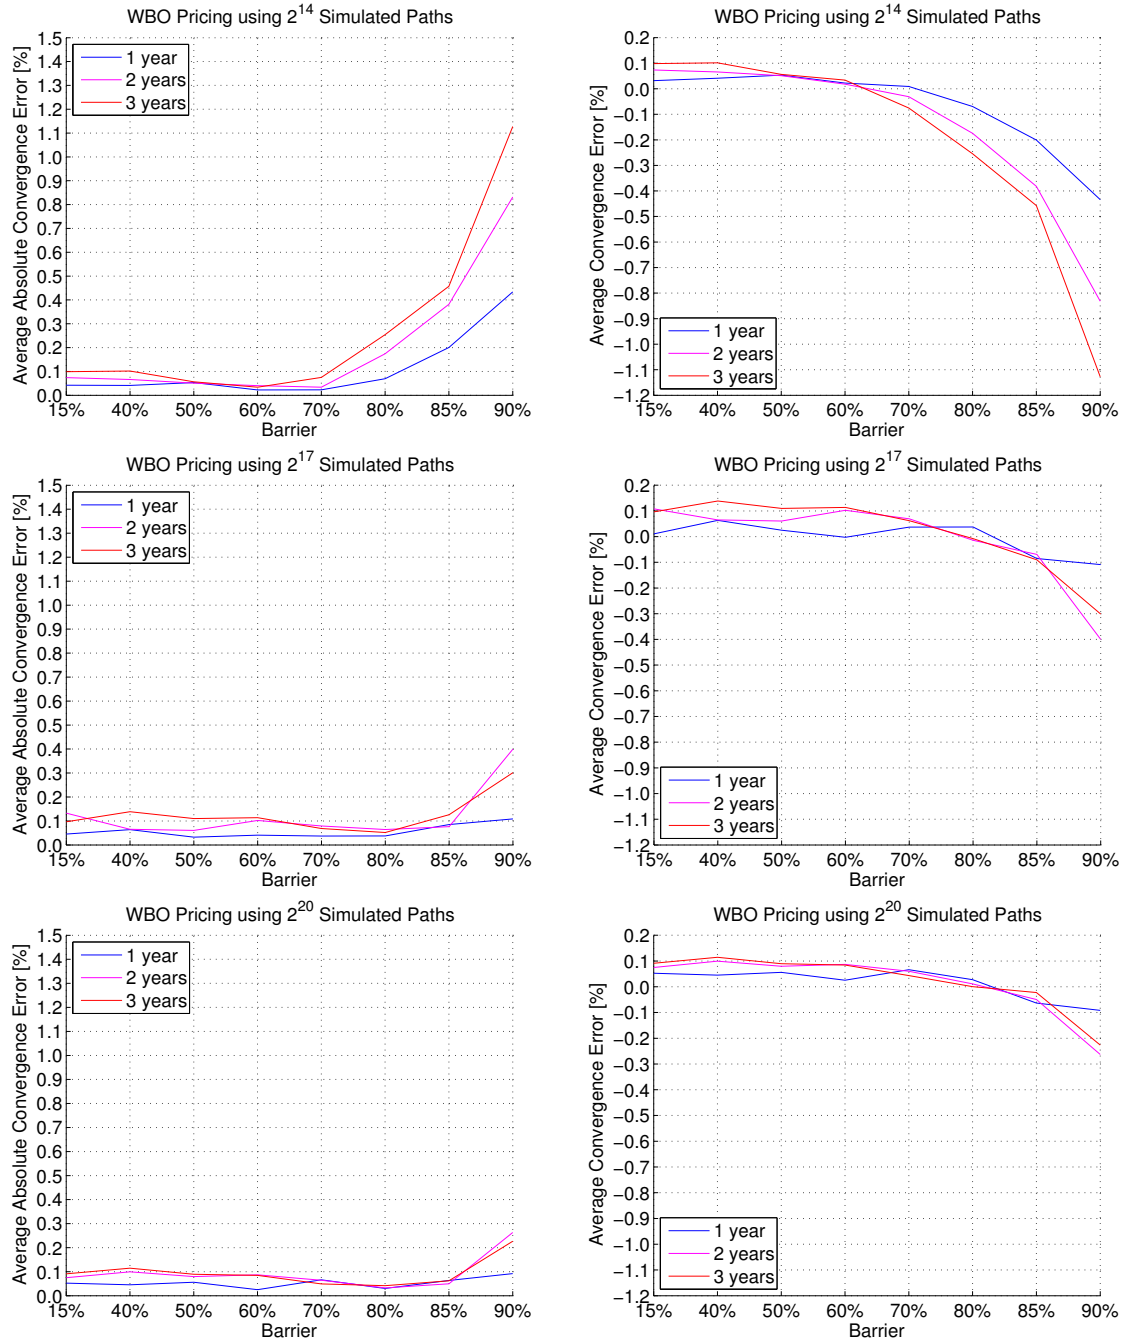 WBO Pricing using 2^14 Simulated Paths
Average Absolute Convergence Error [%]
1.5
1.4
1.3
1.2
1.1
1.0
0.9
0.8
0.7
0.6
0.5
0.4
0.3
0.2
0.1
0.0
1 year
2 years
3 years
15% 40% 50% 60% 70% 80% 85% 90%
Barrier
WBO Pricing using 2^14 Simulated Paths
Average Convergence Error [%]
0.2
0.1
0.0
−0.1
−0.2
−0.3
−0.4
−0.5
−0.6
−0.7
−0.8
−0.9
−1.0
−1.1
−1.2
1 year
2 years
3 years
15% 40% 50% 60% 70% 80% 85% 90%
Barrier
WBO Pricing using 2^17 Simulated Paths
Average Absolute Convergence Error [%]
1.5
1.4
1.3
1.2
1.1
1.0
0.9
0.8
0.7
0.6
0.5
0.4
0.3
0.2
0.1
0.0
1 year
2 years
3 years
15% 40% 50% 60% 70% 80% 85% 90%
Barrier
WBO Pricing using 2^17 Simulated Paths
Average Convergence Error [%]
0.2
0.1
0.0
−0.1
−0.2
−0.3
−0.4
−0.5
−0.6
−0.7
−0.8
−0.9
−1.0
−1.1
−1.2
1 year
2 years
3 years
15% 40% 50% 60% 70% 80% 85% 90%
Barrier
WBO Pricing using 2^20 Simulated Paths
Average Absolute Convergence Error [%]
1.5
1.4
1.3
1.2
1.1
1.0
0.9
0.8
0.7
0.6
0.5
0.4
0.3
0.2
0.1
0.0
1 year
2 years
3 years
15% 40% 50% 60% 70% 80% 85% 90%
Barrier
WBO Pricing using 2^20 Simulated Paths
Average Convergence Error [%]
0.2
0.1
0.0
−0.1
−0.2
−0.3
−0.4
−0.5
−0.6
−0.7
−0.8
−0.9
−1.0
−1.1
−1.2
1 year
2 years
3 years
15% 40% 50% 60% 70% 80% 85% 90%
Barrier